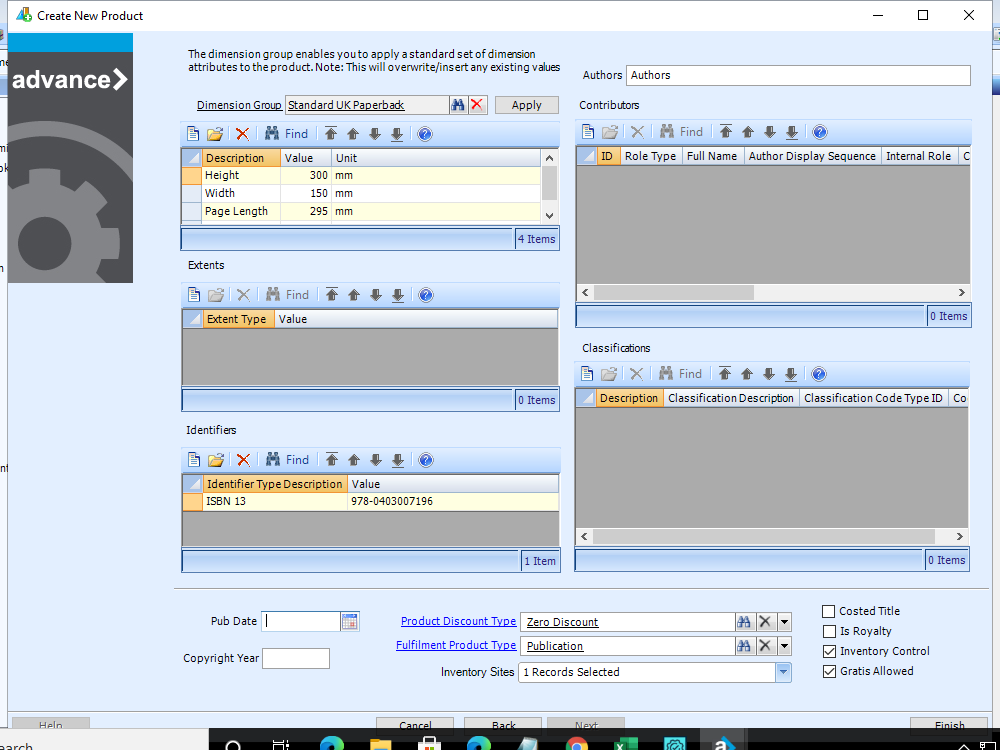 Create New Product
advance
The dimension group enables you to apply a standard set of dimension
attributes to the product. Note: This will overwrite/insert any existing values
Dimension Group Standard UK Paperback Apply
Find
Description Value Unit
Height 300 mm
Width 150 mm
Page Length 295 mm
4 Items
Extents
Find
Extent Type Value
0 Items
Identifiers
Find
Identifier Type Description Value
ISBN 13 978-0403007196
1 Item
Authors Authors
Contributors
Find
ID Role Type Full Name Author Display Sequence Internal Role C
0 Items
Classifications
Find
Description Classification Description Classification Code Type ID Co
0 Items
Pub Date
Copyright Year
Product Discount Type Zero Discount
Fulfilment Product Type Publication
Inventory Sites 1 Records Selected
Costed Title
Is Royalty
Inventory Control
Gratis Allowed
Help Cancel Back Next Finish
earch